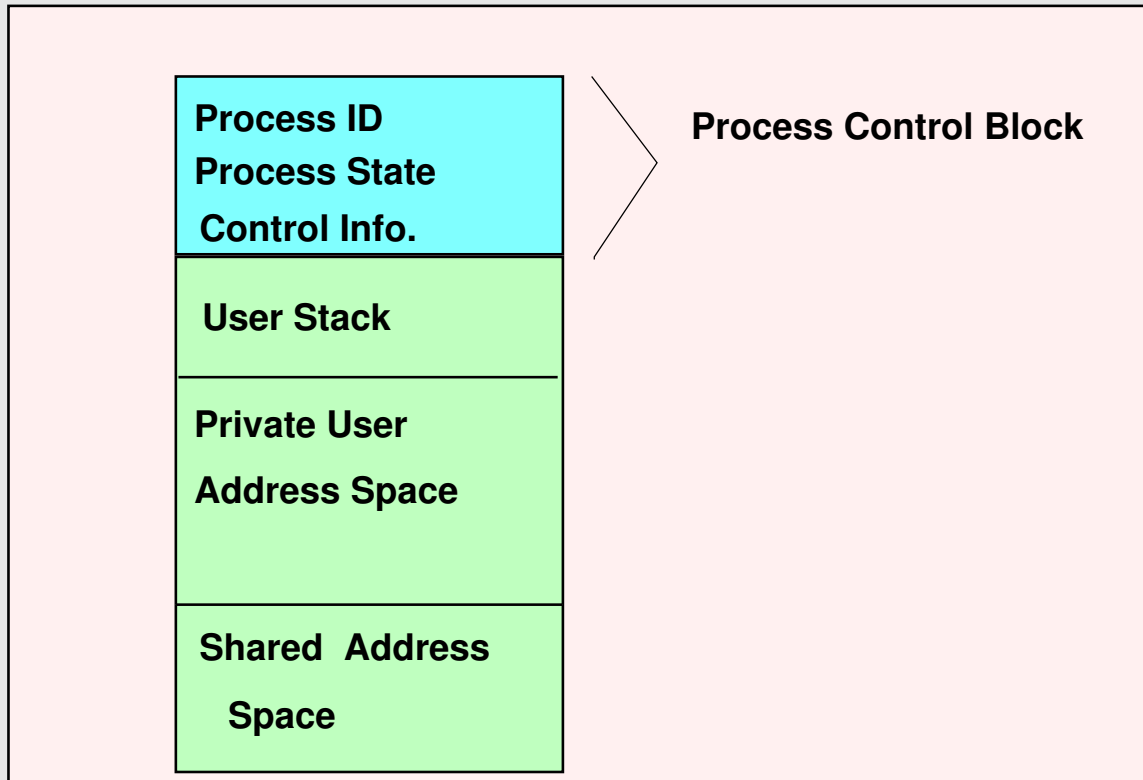 Process ID
Process Control Block
Process State
Control Info.
User Stack
Private User
Address Space
Shared Address
Space